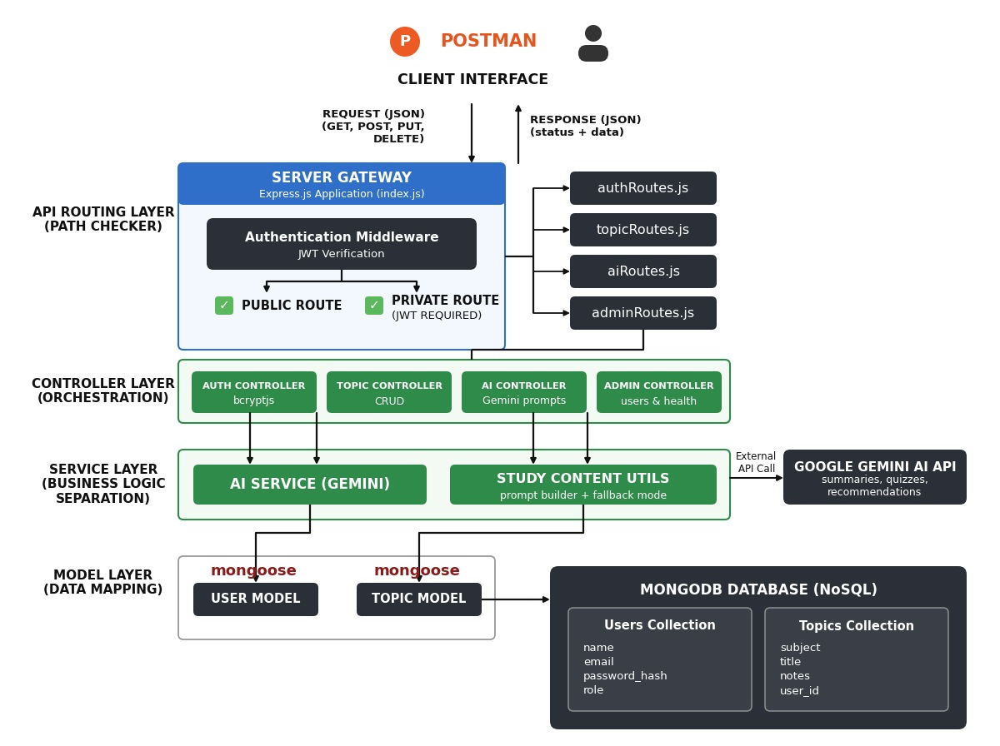 P
POSTMAN
CLIENT INTERFACE
REQUEST (JSON)
(GET, POST, PUT,
DELETE)
RESPONSE (JSON)
(status + data)
API ROUTING LAYER
(PATH CHECKER)
SERVER GATEWAY
Express.js Application (index.js)
Authentication Middleware
JWT Verification
✓ PUBLIC ROUTE
✓ PRIVATE ROUTE
(JWT REQUIRED)
authRoutes.js
topicRoutes.js
aiRoutes.js
adminRoutes.js
CONTROLLER LAYER
(ORCHESTRATION)
AUTH CONTROLLER
bcryptjs
TOPIC CONTROLLER
CRUD
AI CONTROLLER
Gemini prompts
ADMIN CONTROLLER
users & health
SERVICE LAYER
(BUSINESS LOGIC
SEPARATION)
AI SERVICE (GEMINI)
STUDY CONTENT UTILS
prompt builder + fallback mode
External
API Call
GOOGLE GEMINI AI API
summaries, quizzes,
recommendations
MODEL LAYER
(DATA MAPPING)
mongoose
USER MODEL
mongoose
TOPIC MODEL
MONGODB DATABASE (NoSQL)
Users Collection
name
email
password_hash
role
Topics Collection
subject
title
notes
user_id